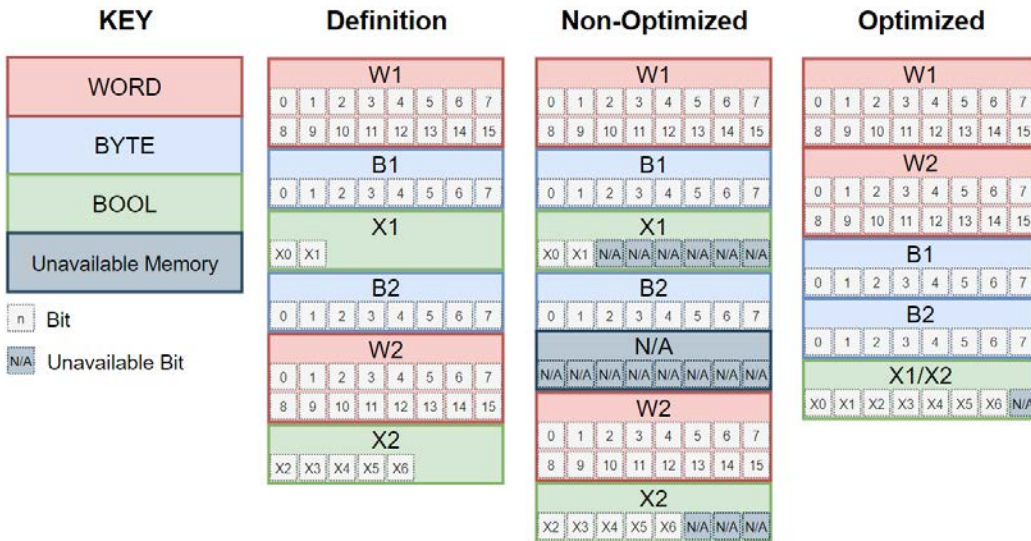 KEY
WORD
BYTE
BOOL
Unavailable Memory
n Bit
N/A Unavailable Bit
Definition
W1
0 1 2 3 4 5 6 7
8 9 10 11 12 13 14 15
B1
0 1 2 3 4 5 6 7
X1
X0 X1
B2
0 1 2 3 4 5 6 7
W2
0 1 2 3 4 5 6 7
8 9 10 11 12 13 14 15
X2
X2 X3 X4 X5 X6
Non-Optimized
W1
0 1 2 3 4 5 6 7
8 9 10 11 12 13 14 15
B1
0 1 2 3 4 5 6 7
X1
X0 X1 N/A N/A N/A N/A N/A N/A
B2
0 1 2 3 4 5 6 7
N/A
N/A N/A N/A N/A N/A N/A N/A N/A
W2
0 1 2 3 4 5 6 7
8 9 10 11 12 13 14 15
X2
X2 X3 X4 X5 X6 N/A N/A N/A
Optimized
W1
0 1 2 3 4 5 6 7
8 9 10 11 12 13 14 15
W2
0 1 2 3 4 5 6 7
8 9 10 11 12 13 14 15
B1
0 1 2 3 4 5 6 7
B2
0 1 2 3 4 5 6 7
X1/X2
X0 X1 X2 X3 X4 X5 X6 N/A